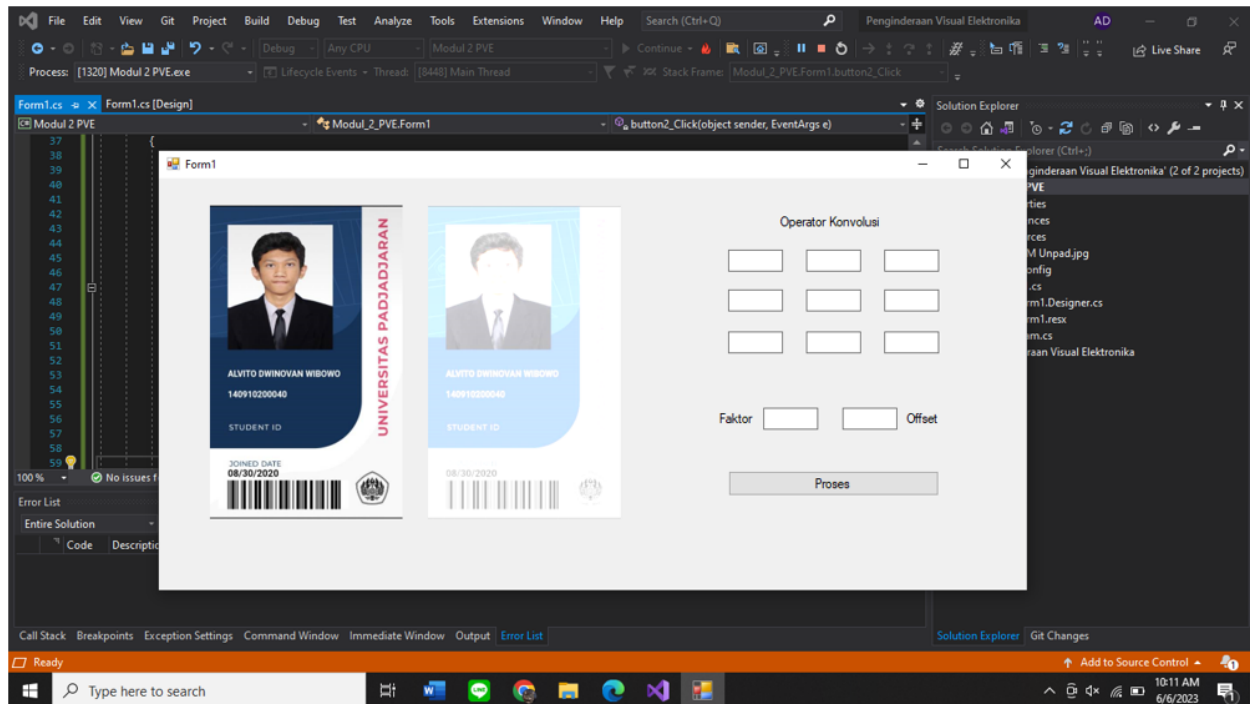 File Edit View Git Project Build Debug Test Analyze Tools Extensions Window Help Search (Ctrl+Q) Penginderaan Visual Elektronika AD
Debug Any CPU Modul 2 PVE Continue Live Share
Process: [1320] Modul 2 PVE.exe Lifecycle Events Thread: [8448] Main Thread Stack Frame: Modul_2_PVE.Form1.button2_Click
Form1.cs Form1.cs [Design] Solution Explorer
Modul 2 PVE Modul_2_PVE.Form1 button2_Click(object sender, EventArgs e)
37 {
38
39
40
41
42
43
44
45
46
47
48
49
50
51
52
53
54
55
56
57
58
59
100 % No issues f
Error List
Entire Solution
Code Descriptio
Form1
UNIVERSITAS PADJADJARAN
ALVITO DWINOVAN WIBOWO
140910200040
STUDENT ID
JOINED DATE
08/30/2020
ALVITO DWINOVAN WIBOWO
140910200040
STUDENT ID
08/30/2020
Operator Konvolusi
Faktor Offset
Proses
Search Solution Explorer (Ctrl+;)
ginderaan Visual Elektronika' (2 of 2 projects)
PVE
rties
nces
rces
M Unpad.jpg
onfig
.cs
rm1.Designer.cs
rm1.resx
am.cs
raan Visual Elektronika
Call Stack Breakpoints Exception Settings Command Window Immediate Window Output Error List
Solution Explorer Git Changes
Ready Add to Source Control 1
Type here to search
10:11 AM
6/6/2023